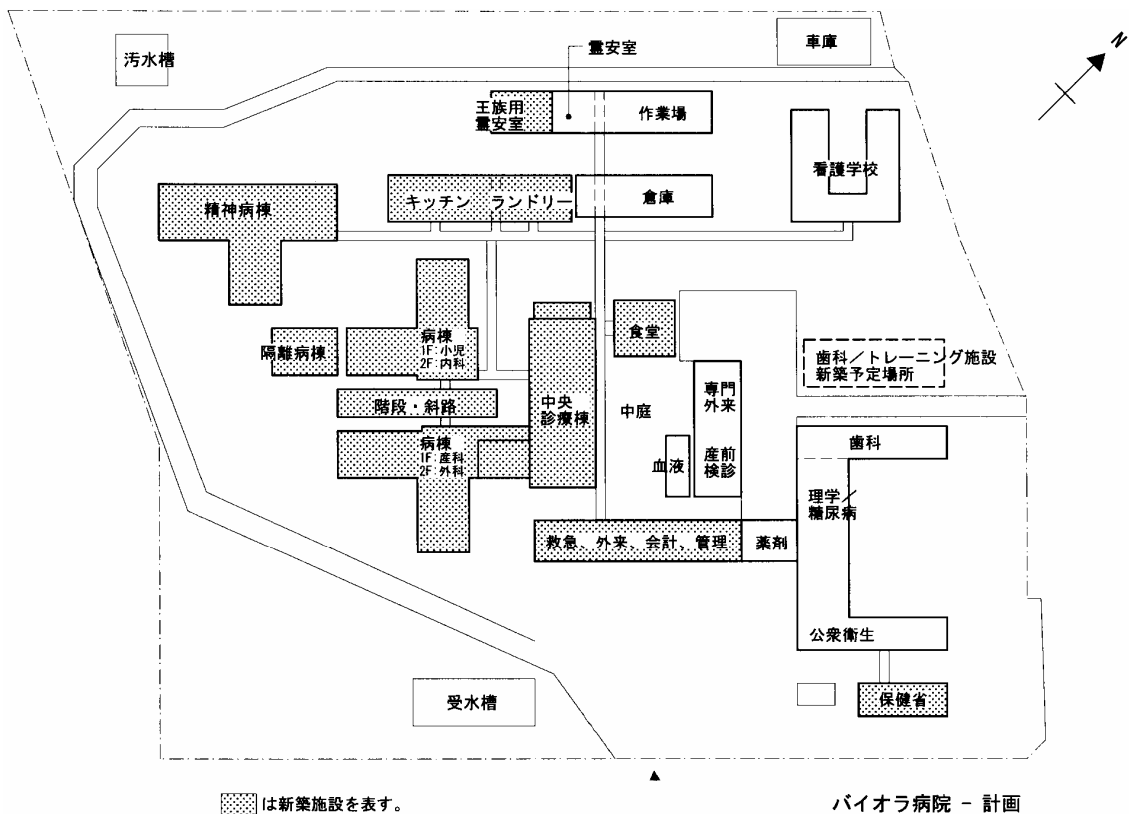 霊安室
車庫
N
汚水槽
王族用
霊安室
作業場
看護学校
精神病棟
キッチン ランドリー
倉庫
隔離病棟
病棟
1F:小児
2F:内科
食堂
歯科/トレーニング施設
新築予定場所
階段・斜路
中央
診療棟
中庭
専門
外来
産前
検診
血液
病棟
1F:産科
2F:外科
歯科
理学/
糖尿病
救急、外来、会計、管理
薬剤
公衆衛生
受水槽
保健省
は新築施設を表す。
バイオラ病院 - 計画